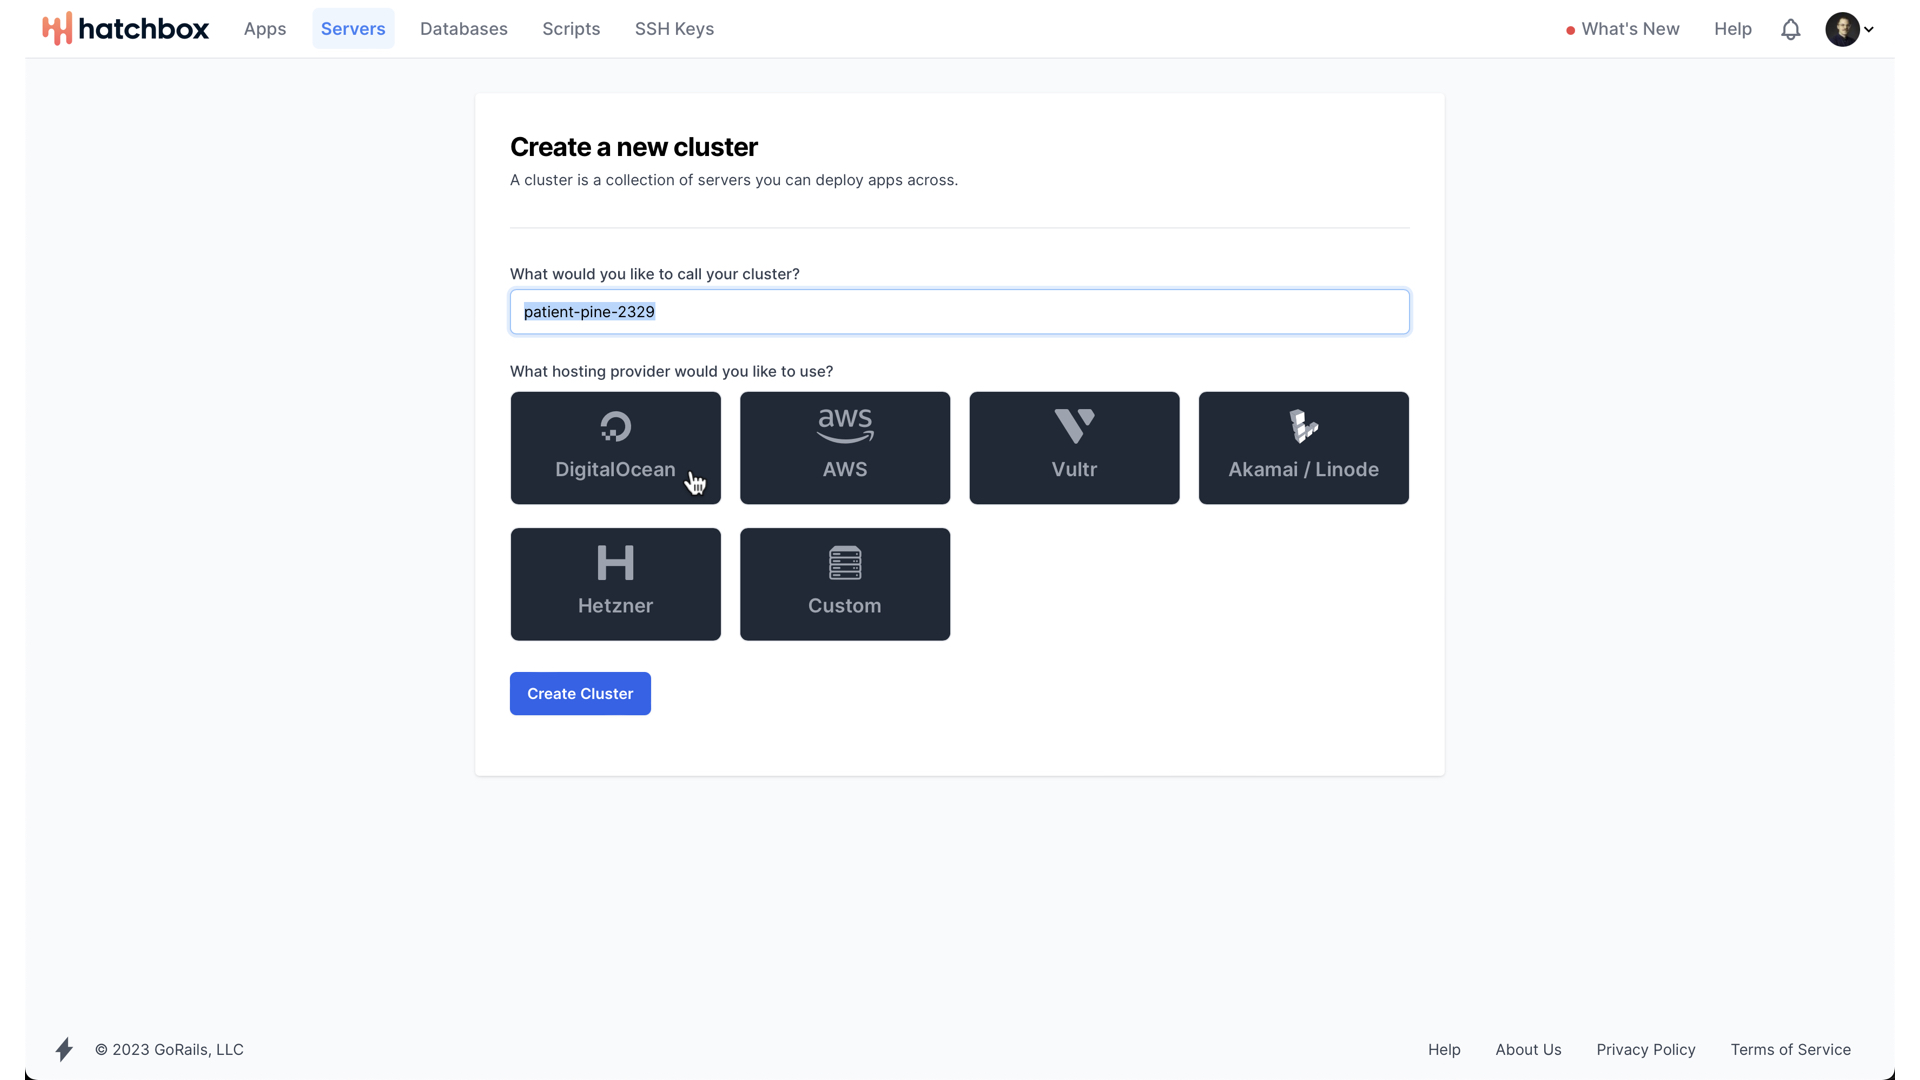 hatchbox Apps Servers Databases Scripts SSH Keys What's New Help
Create a new cluster
A cluster is a collection of servers you can deploy apps across.
What would you like to call your cluster?
patient-pine-2329
What hosting provider would you like to use?
aws
DigitalOcean AWS Vultr Akamai / Linode
Hetzner Custom
Create Cluster
© 2023 GoRails, LLC Help About Us Privacy Policy Terms of Service